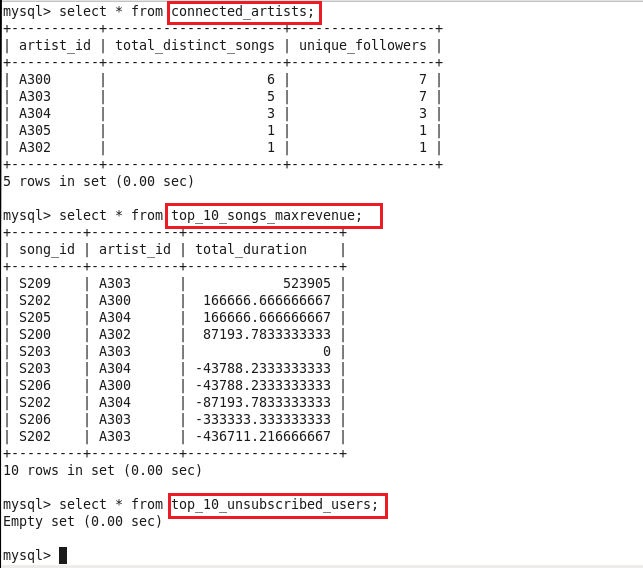 mysql> select * from connected_artists;
+-----------+----------------------+------------------+
| artist_id | total_distinct_songs | unique_followers |
+-----------+----------------------+------------------+
| A300      |                    6 |                7 |
| A303      |                    5 |                7 |
| A304      |                    3 |                3 |
| A305      |                    1 |                1 |
| A302      |                    1 |                1 |
+-----------+----------------------+------------------+
5 rows in set (0.00 sec)
mysql> select * from top_10_songs_maxrevenue;
+---------+-----------+-------------------+
| song_id | artist_id | total_duration    |
+---------+-----------+-------------------+
| S209    | A303      |            523905 |
| S202    | A300      |  166666.666666667 |
| S205    | A304      |  166666.666666667 |
| S200    | A302      |  87193.7833333333 |
| S203    | A303      |                 0 |
| S203    | A304      | -43788.2333333333 |
| S206    | A300      | -43788.2333333333 |
| S202    | A304      | -87193.7833333333 |
| S206    | A303      | -333333.333333333 |
| S202    | A303      | -436711.216666667 |
+---------+-----------+-------------------+
10 rows in set (0.00 sec)
mysql> select * from top_10_unsubscribed_users;
Empty set (0.00 sec)
mysql>